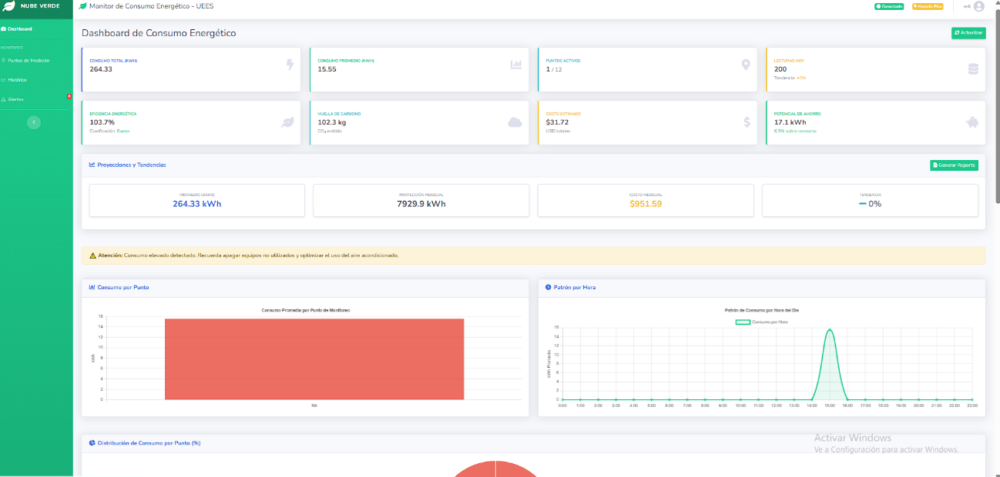 NUBE VERDE
Monitor de Consumo Energético - UEES
Conectado
Horario Pico
Dashboard
MONITOREO
Puntos de Medición
Histórico
Alertas
Dashboard de Consumo Energético
Actualizar
CONSUMO TOTAL (KWH)
264.33
CONSUMO PROMEDIO (KWH)
15.55
PUNTOS ACTIVOS
1 / 12
LECTURAS HOY
200
Tendencia: +0%
EFICIENCIA ENERGÉTICA
103.7%
Clasificación: Buena
HUELLA DE CARBONO
102.3 kg
CO₂ emitido
COSTO ESTIMADO
$31.72
USD totales
POTENCIAL DE AHORRO
17.1 kWh
6.5% sobre consumo
Proyecciones y Tendencias
Generar Reporte
PROMEDIO DIARIO
264.33 kWh
PROYECCIÓN MENSUAL
7929.9 kWh
COSTO MENSUAL
$951.59
TENDENCIA
0%
Atención: Consumo elevado detectado. Recuerda apagar equipos no utilizados y optimizar el uso del aire acondicionado.
Consumo por Punto
Consumo Promedio por Punto de Monitoreo
16
14
12
10
8
6
4
2
0
kWh
N9
Patrón por Hora
Patrón de Consumo por Hora del Día
Consumo por Hora
16
14
12
10
8
6
4
2
0
kWh Promedio
0:00 1:00 2:00 3:00 4:00 5:00 6:00 7:00 8:00 9:00 10:00 11:00 12:00 13:00 14:00 15:00 16:00 17:00 18:00 19:00 20:00 21:00 22:00 23:00
Distribución de Consumo por Punto (%)
Activar Windows
Ve a Configuración para activar Windows.